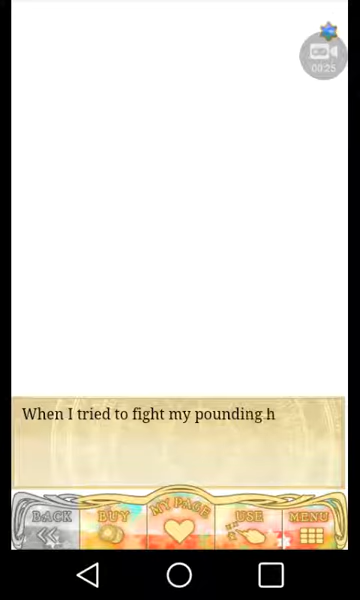 00:25
When I tried to fight my pounding h
BACK
BUY
MY PAGE
USE
MENU